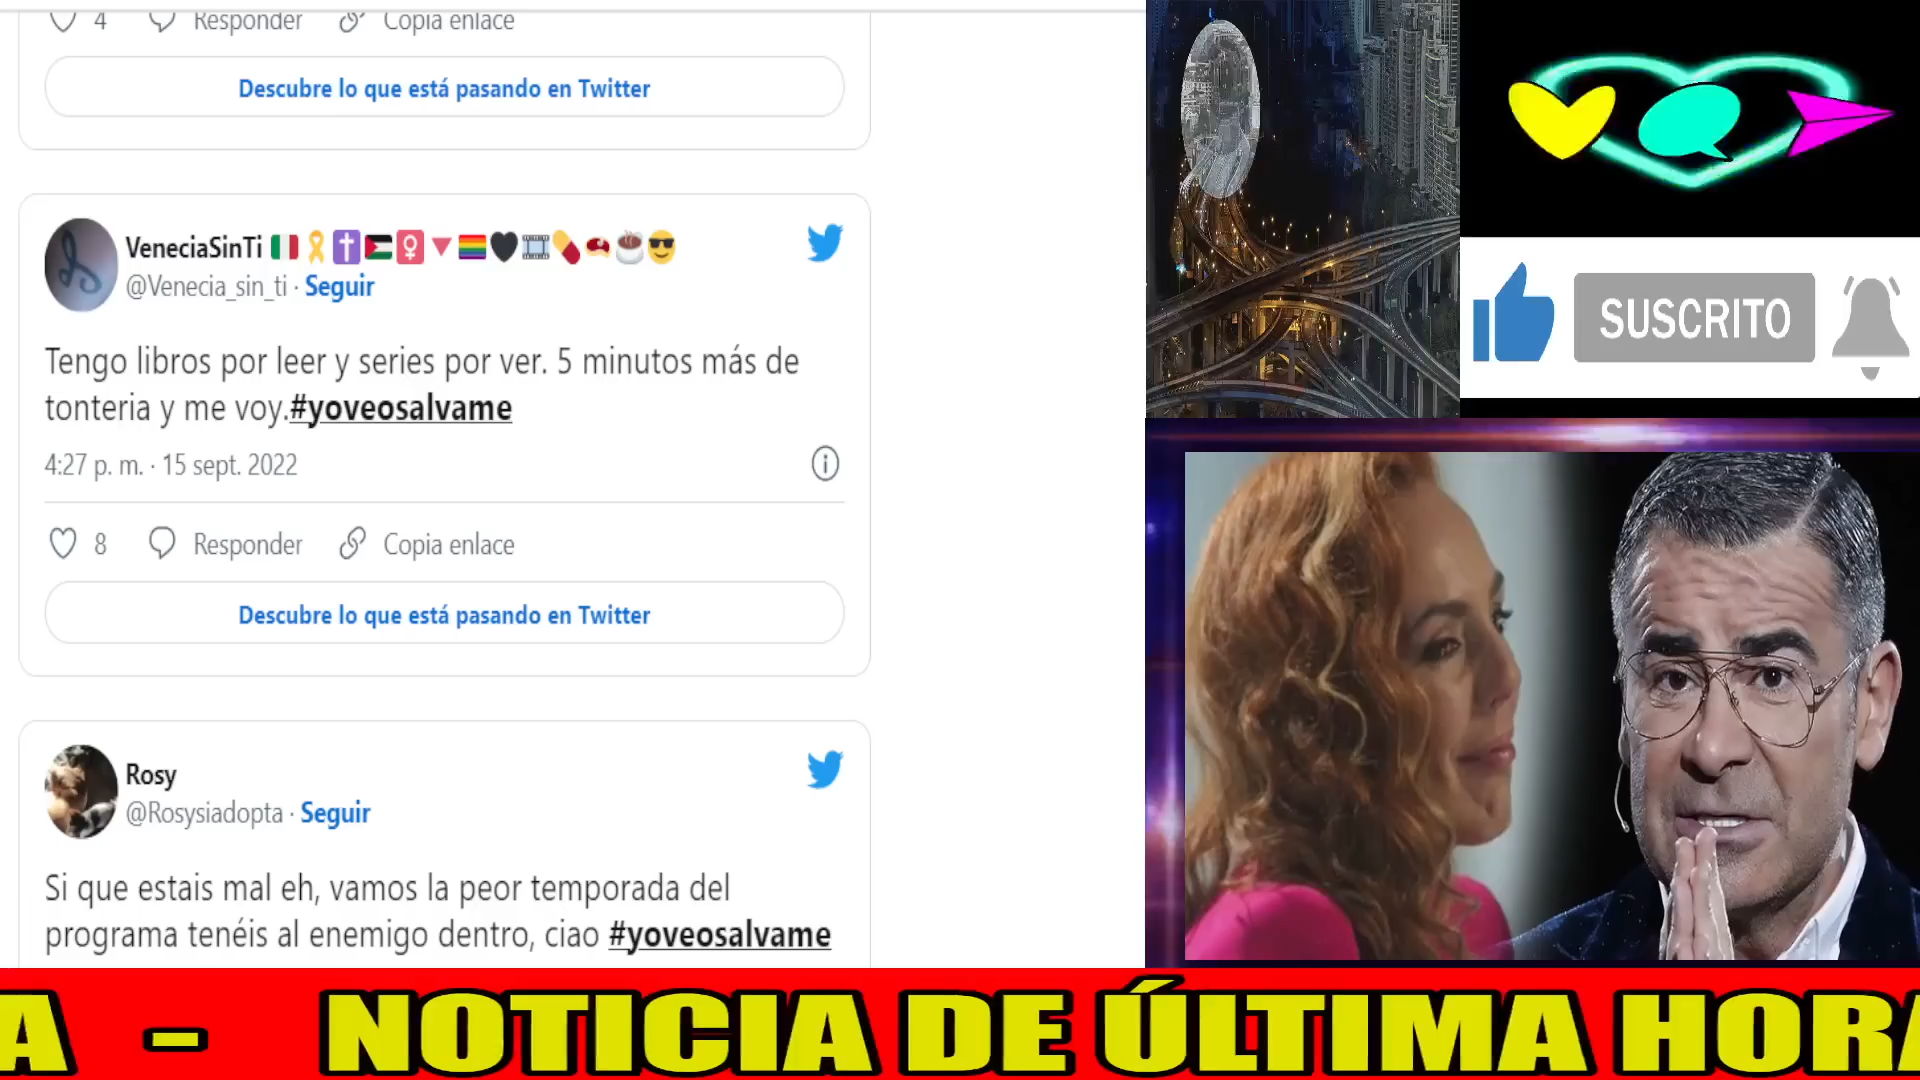 4 Responder Copia enlace
Descubre lo que está pasando en Twitter
VeneciaSinTi
@Venecia_sin_ti · Seguir
Tengo libros por leer y series por ver. 5 minutos más de
tonteria y me voy.#yoveosalvame
4:27 p. m. · 15 sept. 2022
8 Responder Copia enlace
Descubre lo que está pasando en Twitter
Rosy
@Rosysiadopta · Seguir
Si que estais mal eh, vamos la peor temporada del
programa tenéis al enemigo dentro, ciao #yoveosalvame
SUSCRITO
A - NOTICIA DE ÚLTIMA HORA